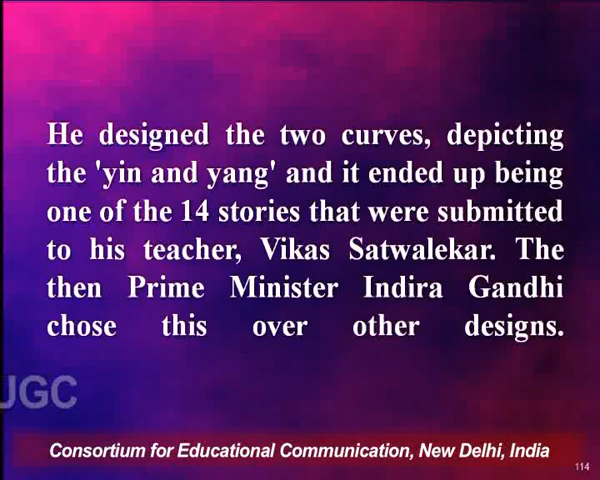 He designed the two curves, depicting
the 'yin and yang' and it ended up being
one of the 14 stories that were submitted
to his teacher, Vikas Satwalekar. The
then Prime Minister Indira Gandhi
chose this over other designs.
UGC
Consortium for Educational Communication, New Delhi, India
114